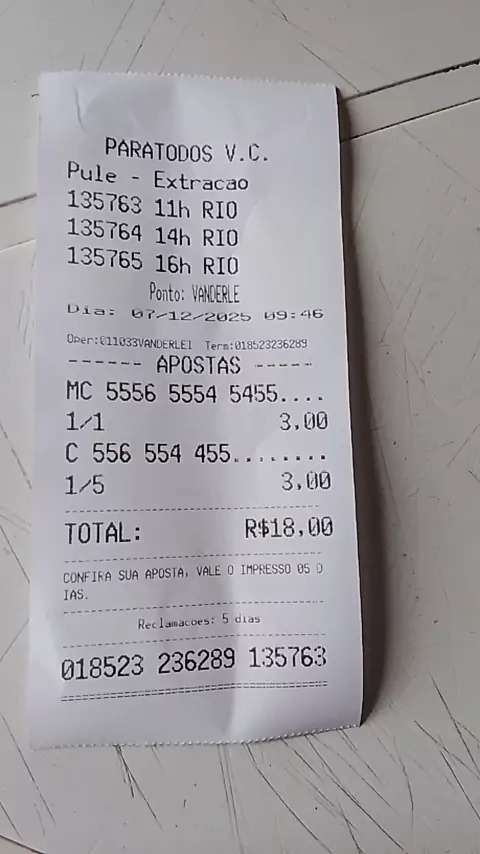 PARATODOS V.C.
Pule - Extracao
135763 11h RIO
135764 14h RIO
135765 16h RIO
Ponto: VANDERLE
Dia: 07/12/2025 09:46
Oper:011033VANDERLEI Term:018523236289
------ APOSTAS -----
MC 5556 5554 5455....
1/1 3,00
C 556 554 455........
1/5 3,00
TOTAL: R$18,00
CONFIRA SUA APOSTA, VALE O IMPRESSO 05 D
IAS.
Reclamacoes: 5 dias
018523 236289 135763